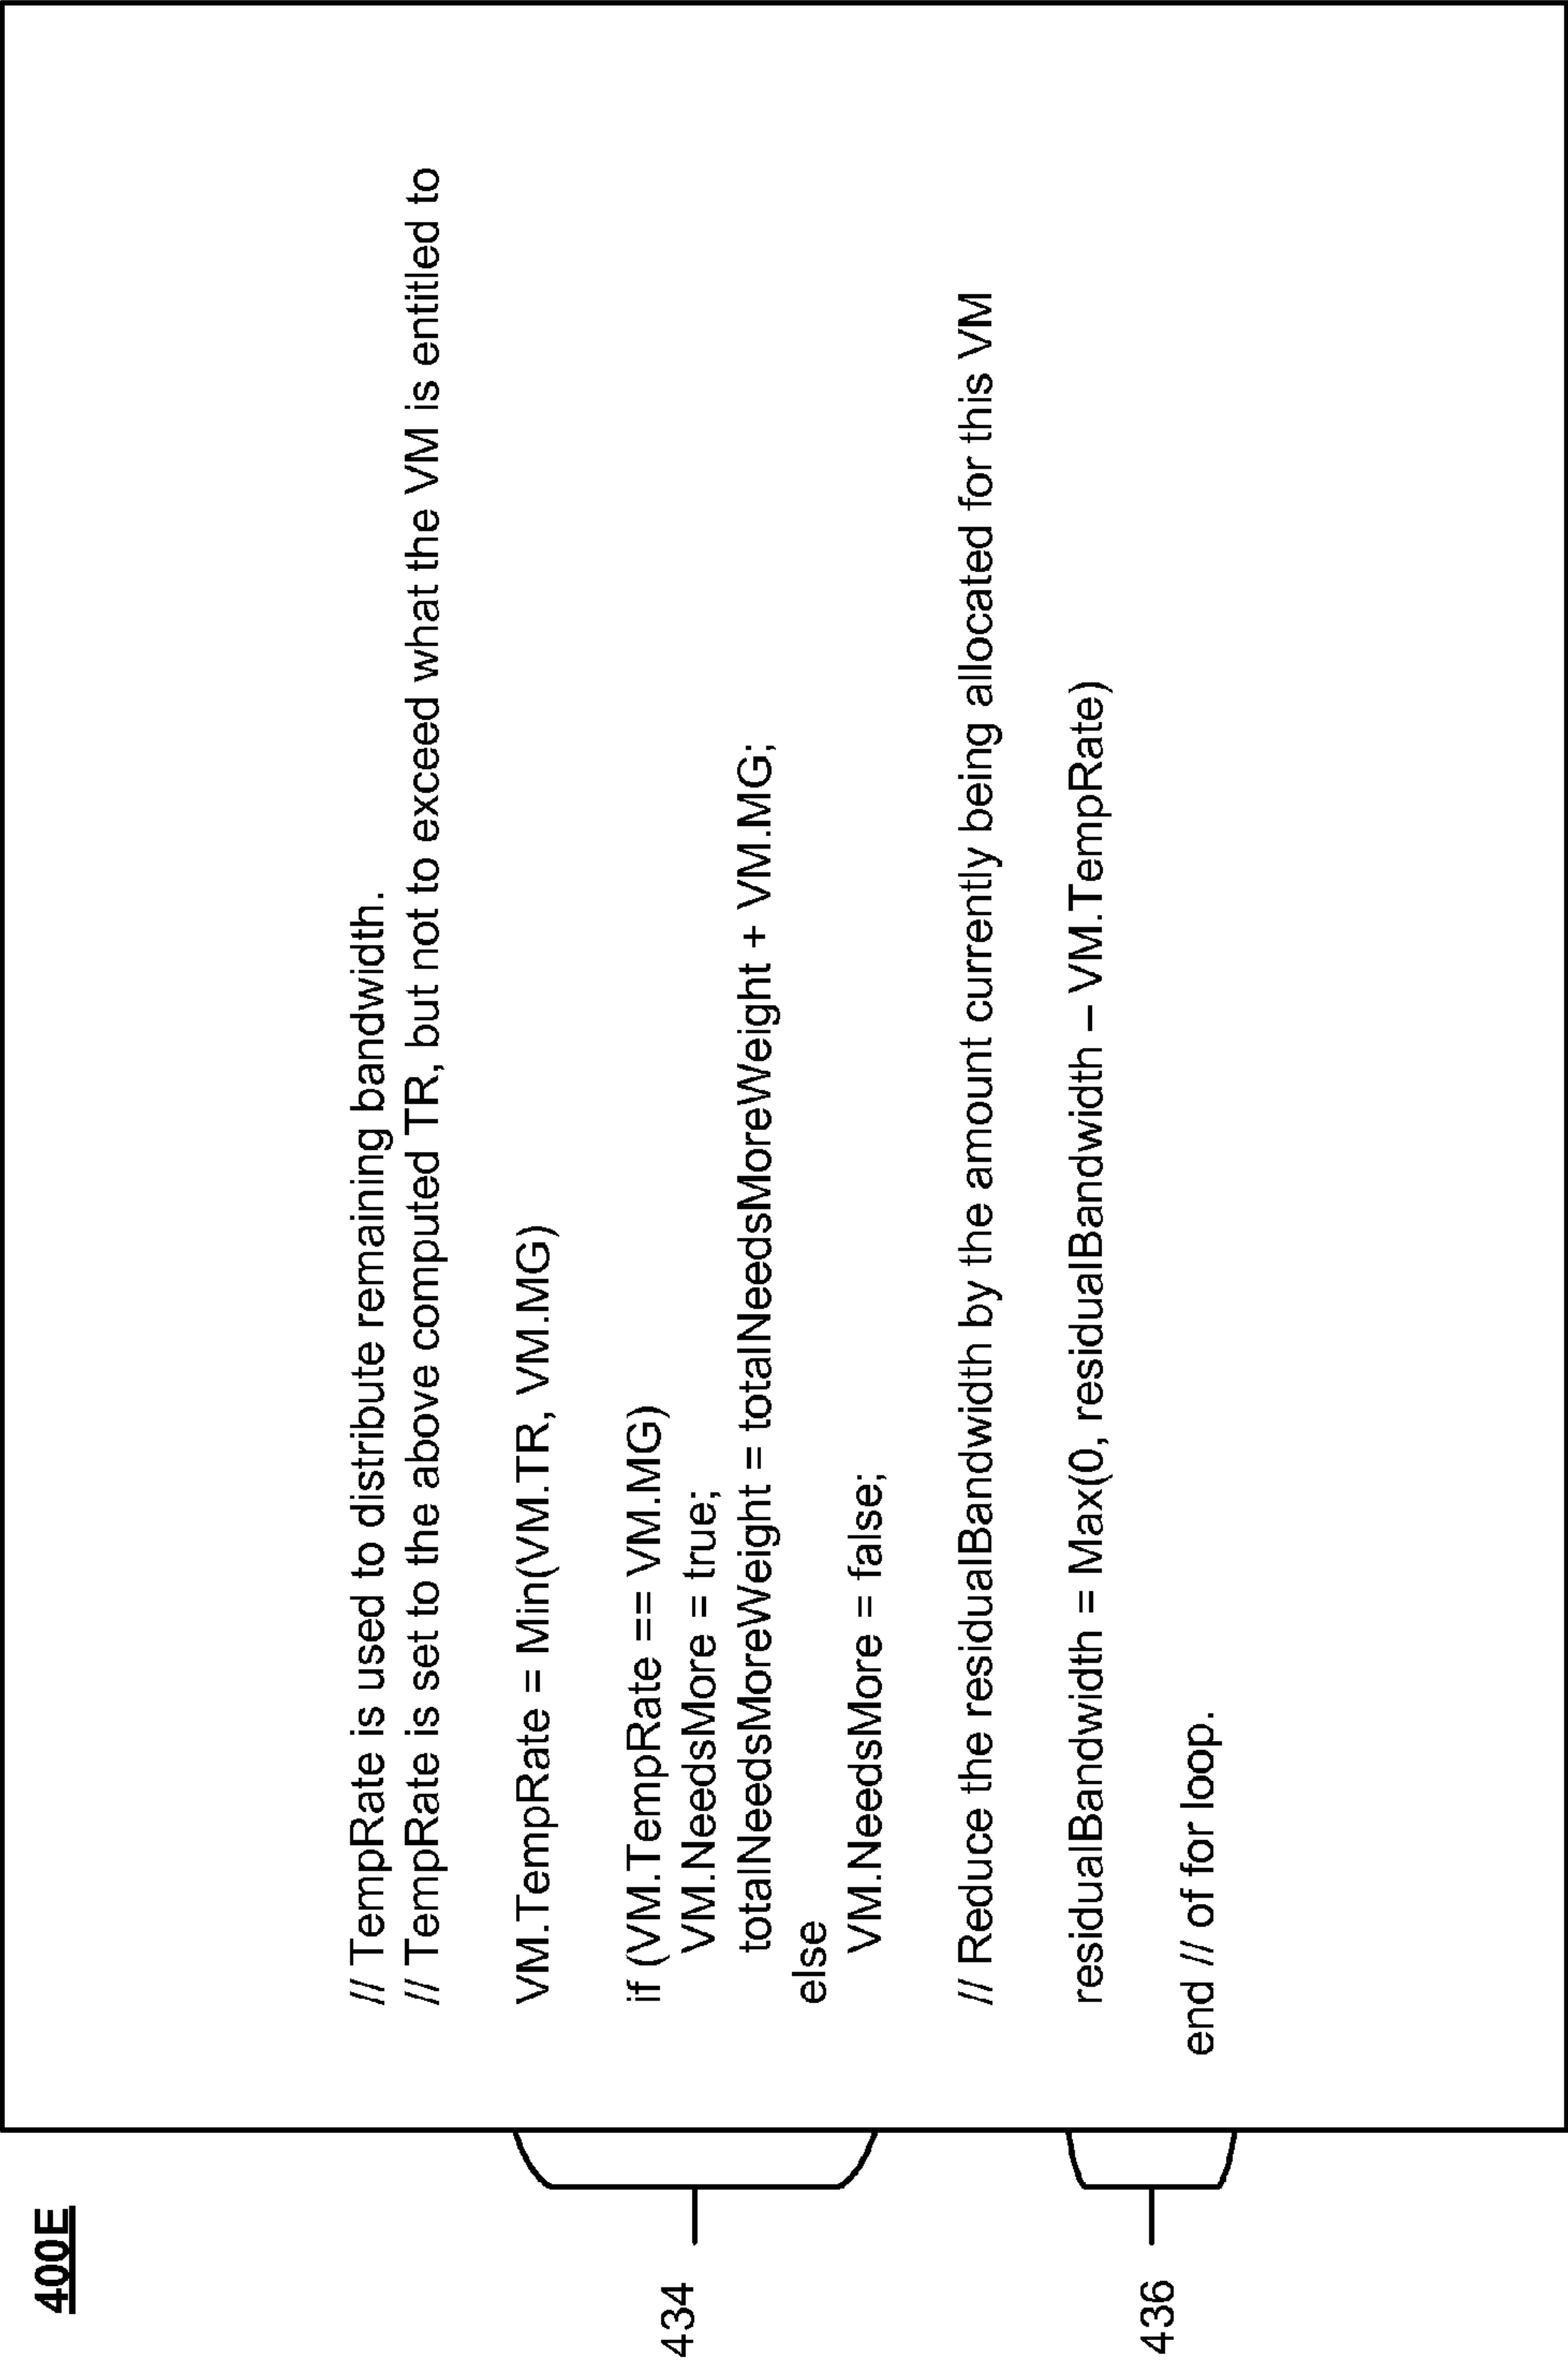 400E
// TempRate is used to distribute remaining bandwidth.
// TempRate is set to the above computed TR, but not to exceed what the VM is entitled to
VM.TempRate = Min(VM.TR, VM.MG)
if (VM.TempRate == VM.MG)
VM.NeedsMore = true;
totalNeedsMoreWeight = totalNeedsMoreWeight + VM.MG;
else
VM.NeedsMore = false;
434
// Reduce the residualBandwidth by the amount currently being allocated for this VM
residualBandwidth = Max(0, residualBandwidth – VM.TempRate)
436
end // of for loop.